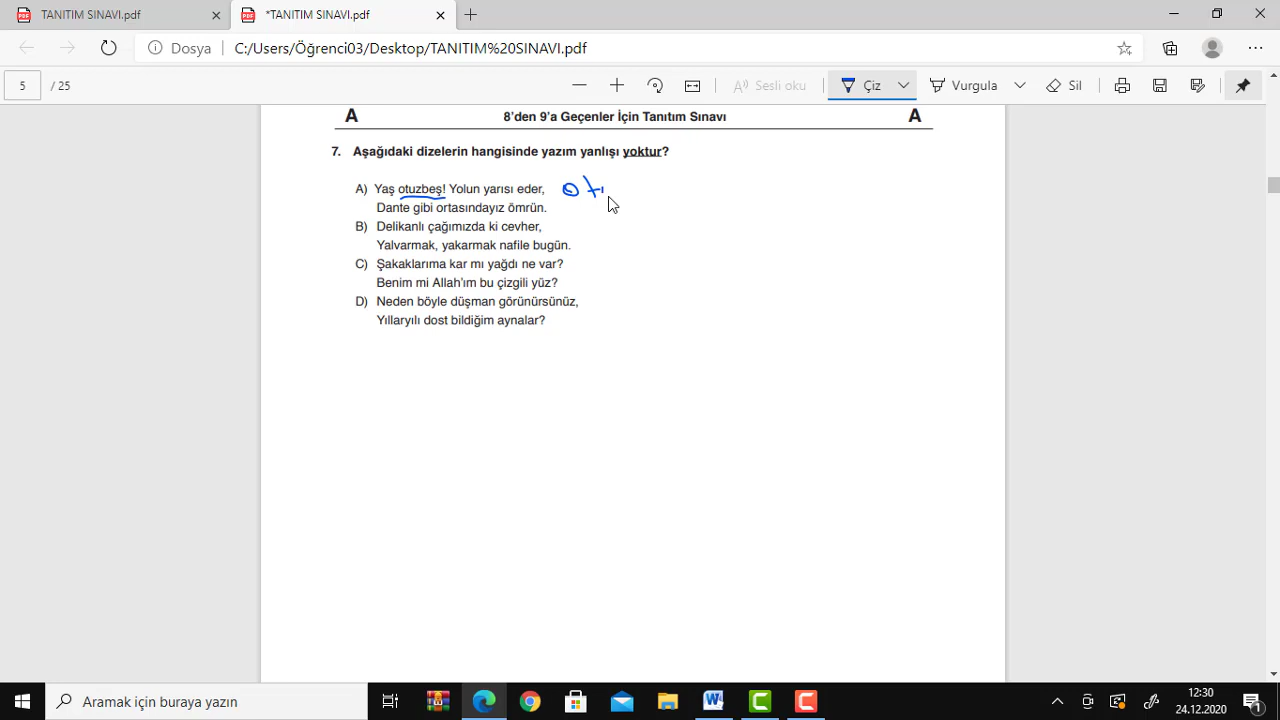 TANITIM SINAVI.pdf
*TANITIM SINAVI.pdf
Dosya
C:/Users/Öğrenci03/Desktop/TANITIM%20SINAVI.pdf
5 / 25
Sesli oku
Çiz
Vurgula
Sil
A 8'den 9'a Geçenler İçin Tanıtım Sınavı A
7. Aşağıdaki dizelerin hangisinde yazım yanlışı yoktur?
A) Yaş otuzbeş! Yolun yarısı eder,
Dante gibi ortasındayız ömrün.
B) Delikanlı çağımızda ki cevher,
Yalvarmak, yakarmak nafile bugün.
C) Şakaklarıma kar mı yağdı ne var?
Benim mi Allah'ım bu çizgili yüz?
D) Neden böyle düşman görünürsünüz,
Yıllaryılı dost bildiğim aynalar?
Aramak için buraya yazın
12:30
24.12.2020
1